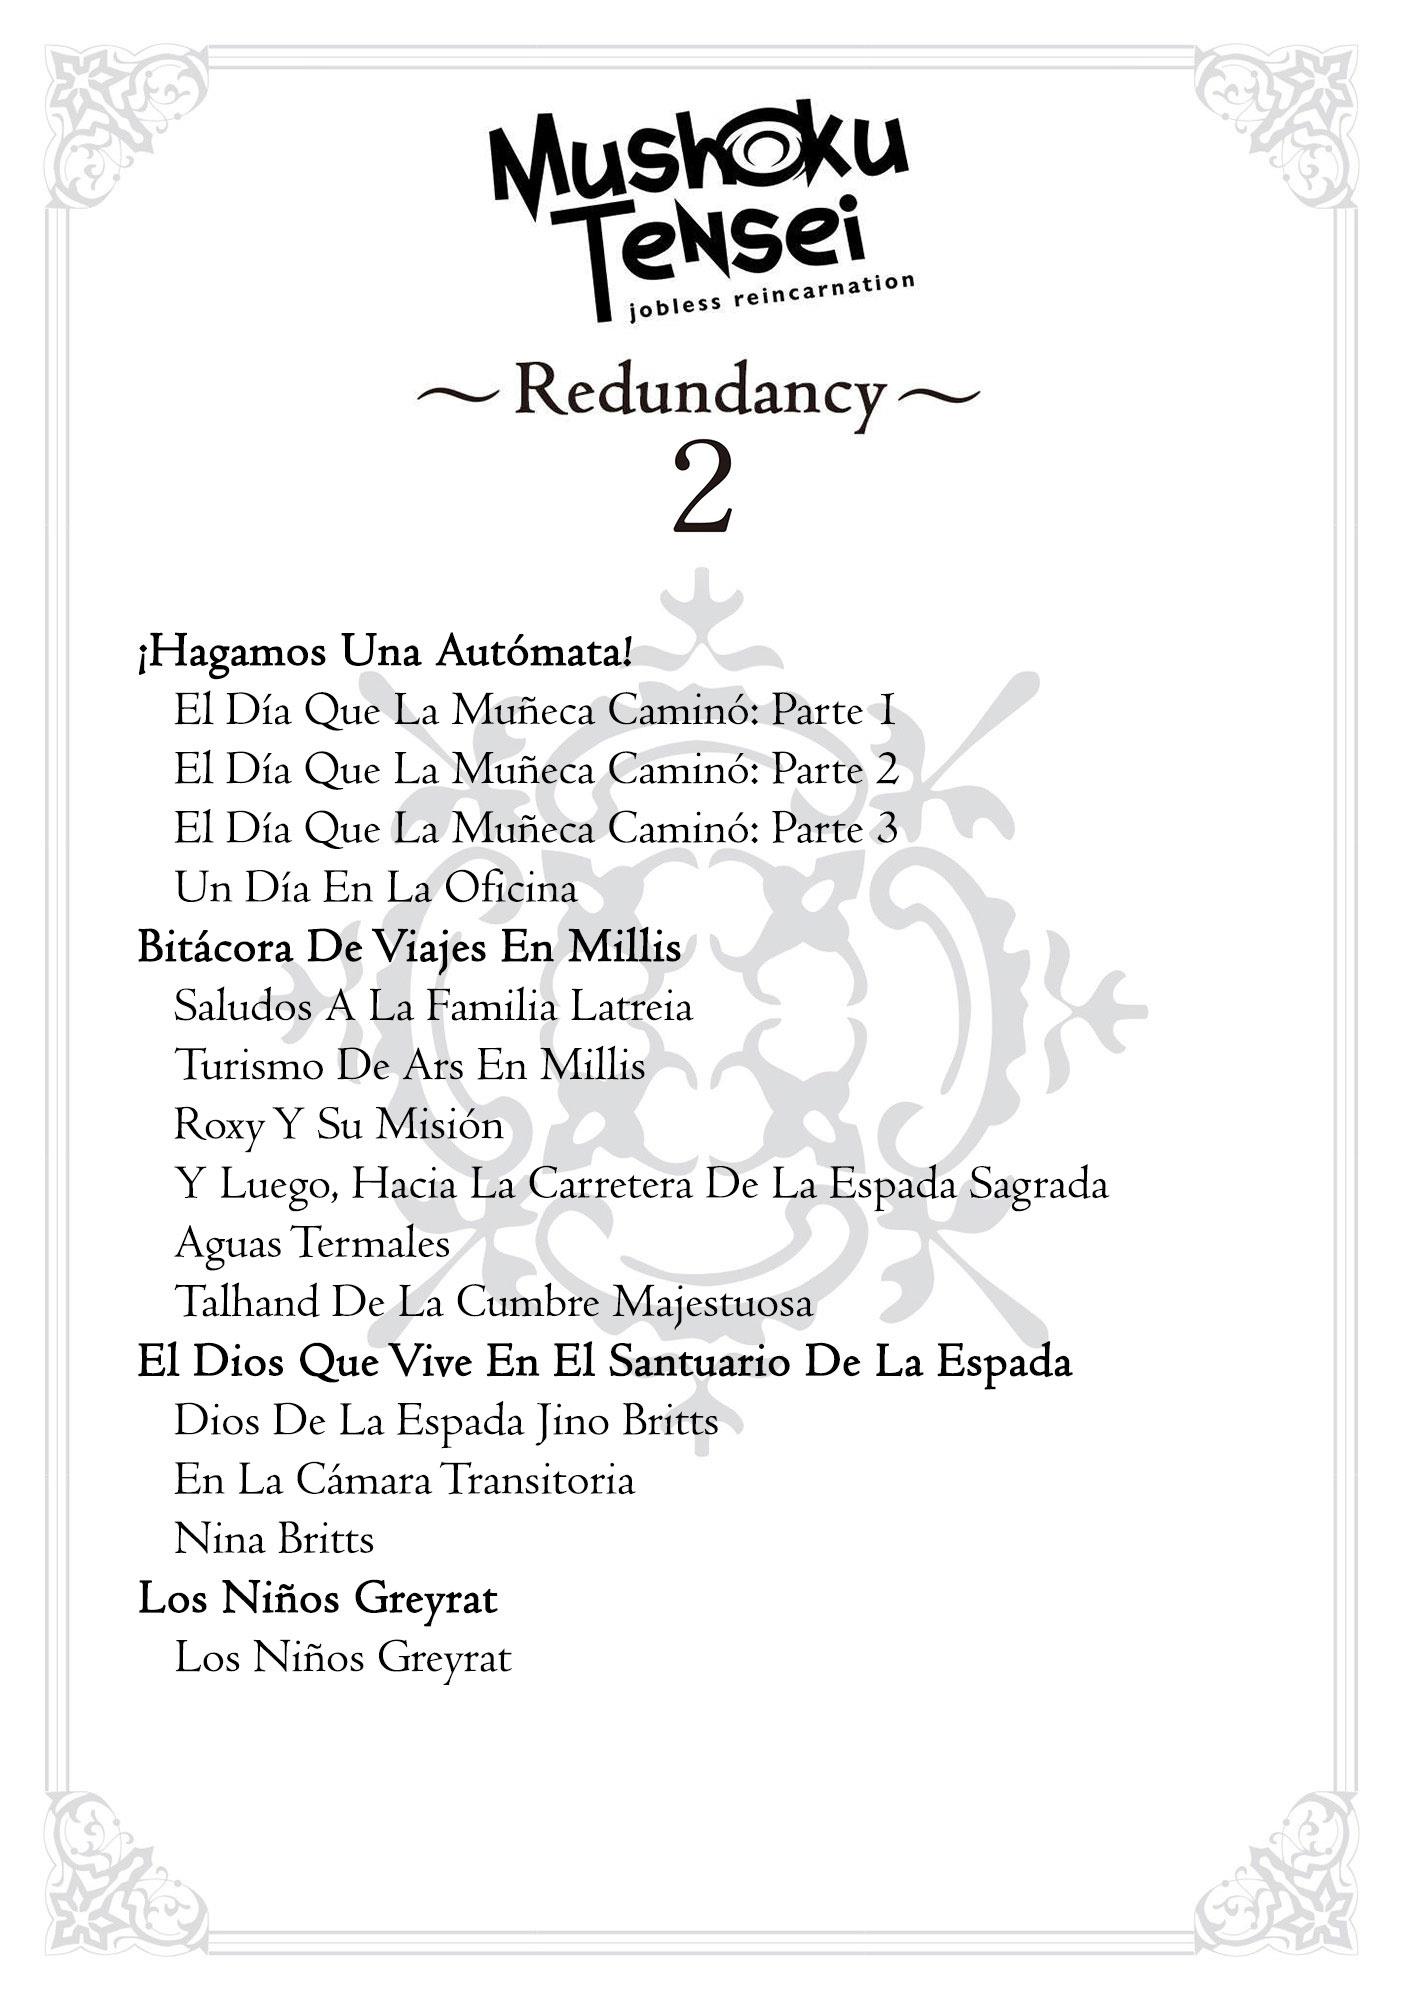 Mushoku
Tensei
jobless reincarnation
～Redundancy～
2
¡Hagamos Una Autómata!
El Día Que La Muñeca Caminó: Parte 1
El Día Que La Muñeca Caminó: Parte 2
El Día Que La Muñeca Caminó: Parte 3
Un Día En La Oficina
Bitácora De Viajes En Millis
Saludos A La Familia Latreia
Turismo De Ars En Millis
Roxy Y Su Misión
Y Luego, Hacia La Carretera De La Espada Sagrada
Aguas Termales
Talhand De La Cumbre Majestuosa
El Dios Que Vive En El Santuario De La Espada
Dios De La Espada Jino Britts
En La Cámara Transitoria
Nina Britts
Los Niños Greyrat
Los Niños Greyrat